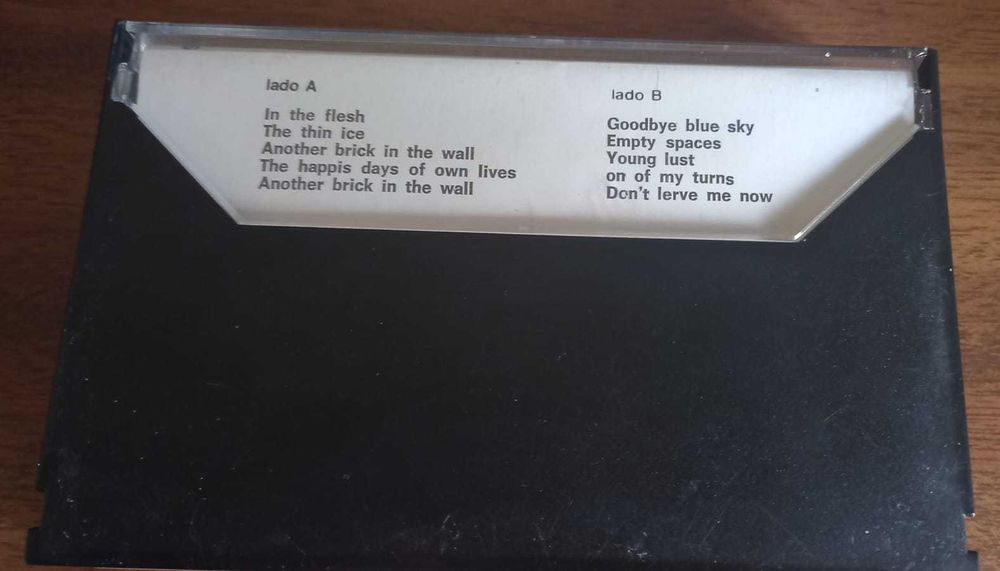 lado A
In the flesh
The thin ice
Another brick in the wall
The happis days of own lives
Another brick in the wall
lado B
Goodbye blue sky
Empty spaces
Young lust
on of my turns
Don't lerve me now